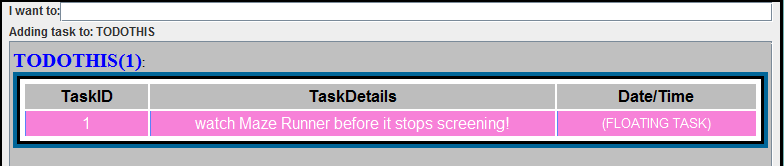 I want to:
Adding task to: TODOTHIS
TODOTHIS(1):
TaskID TaskDetails Date/Time
1 watch Maze Runner before it stops screening! (FLOATING TASK)